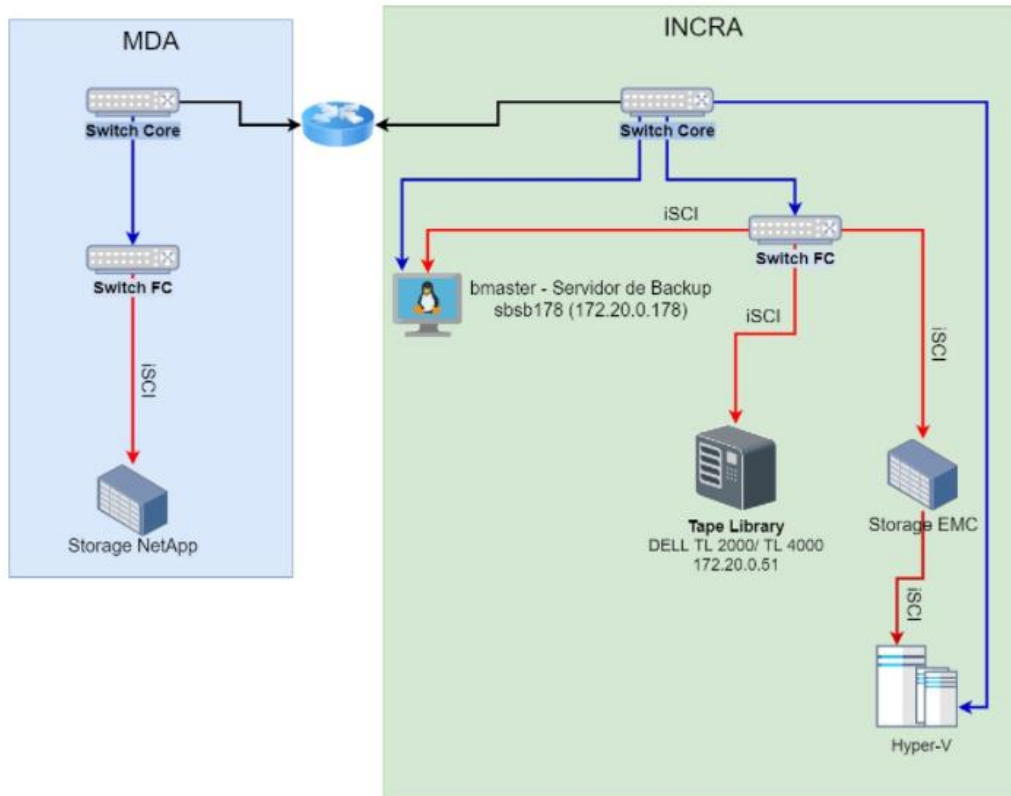 MDA
INCRA
Switch Core
Switch Core
iSCI
Switch FC
Switch FC
bmaster - Servidor de Backup
sbsb178 (172.20.0.178)
iSCI
iSCI
iSCI
Storage NetApp
Tape Library
DELL TL 2000/ TL 4000
172.20.0.51
Storage EMC
iSCI
Hyper-V